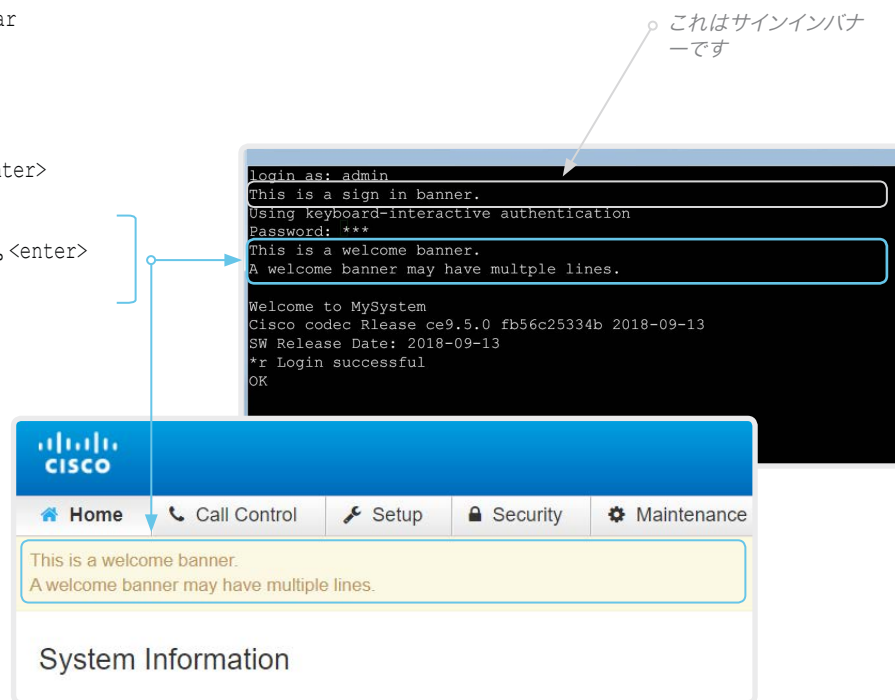 ar
これはサインインバナ
ーです
nter>
。<enter>
login as: admin
This is a sign in banner.
Using keyboard-interactive authentication
Password: ***
This is a welcome banner.
A welcome banner may have multple lines.
Welcome to MySystem
Cisco codec Rlease ce9.5.0 fb56c25334b 2018-09-13
SW Release Date: 2018-09-13
*r Login successful
OK
CISCO
Home Call Control Setup Security Maintenance
This is a welcome banner.
A welcome banner may have multiple lines.
System Information